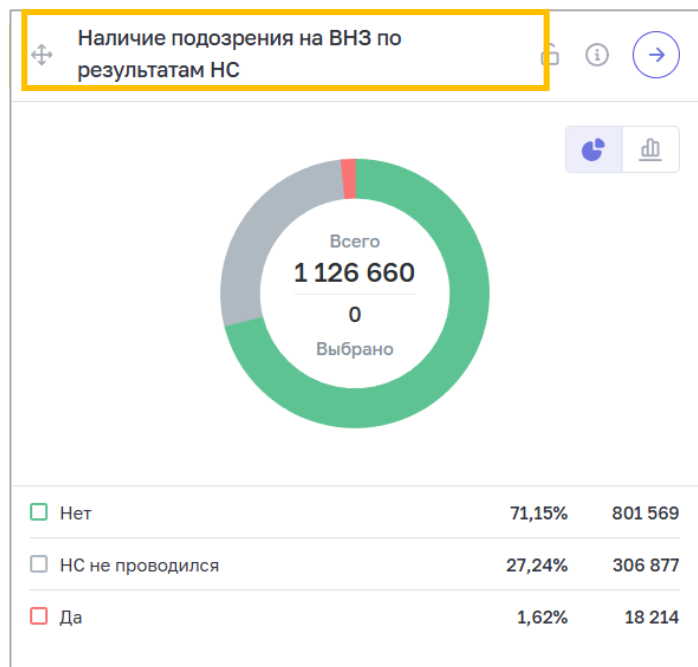 Наличие подозрения на ВНЗ по
результатам НС
Всего
1 126 660
0
Выбрано
Нет 71,15% 801 569
НС не проводился 27,24% 306 877
Да 1,62% 18 214